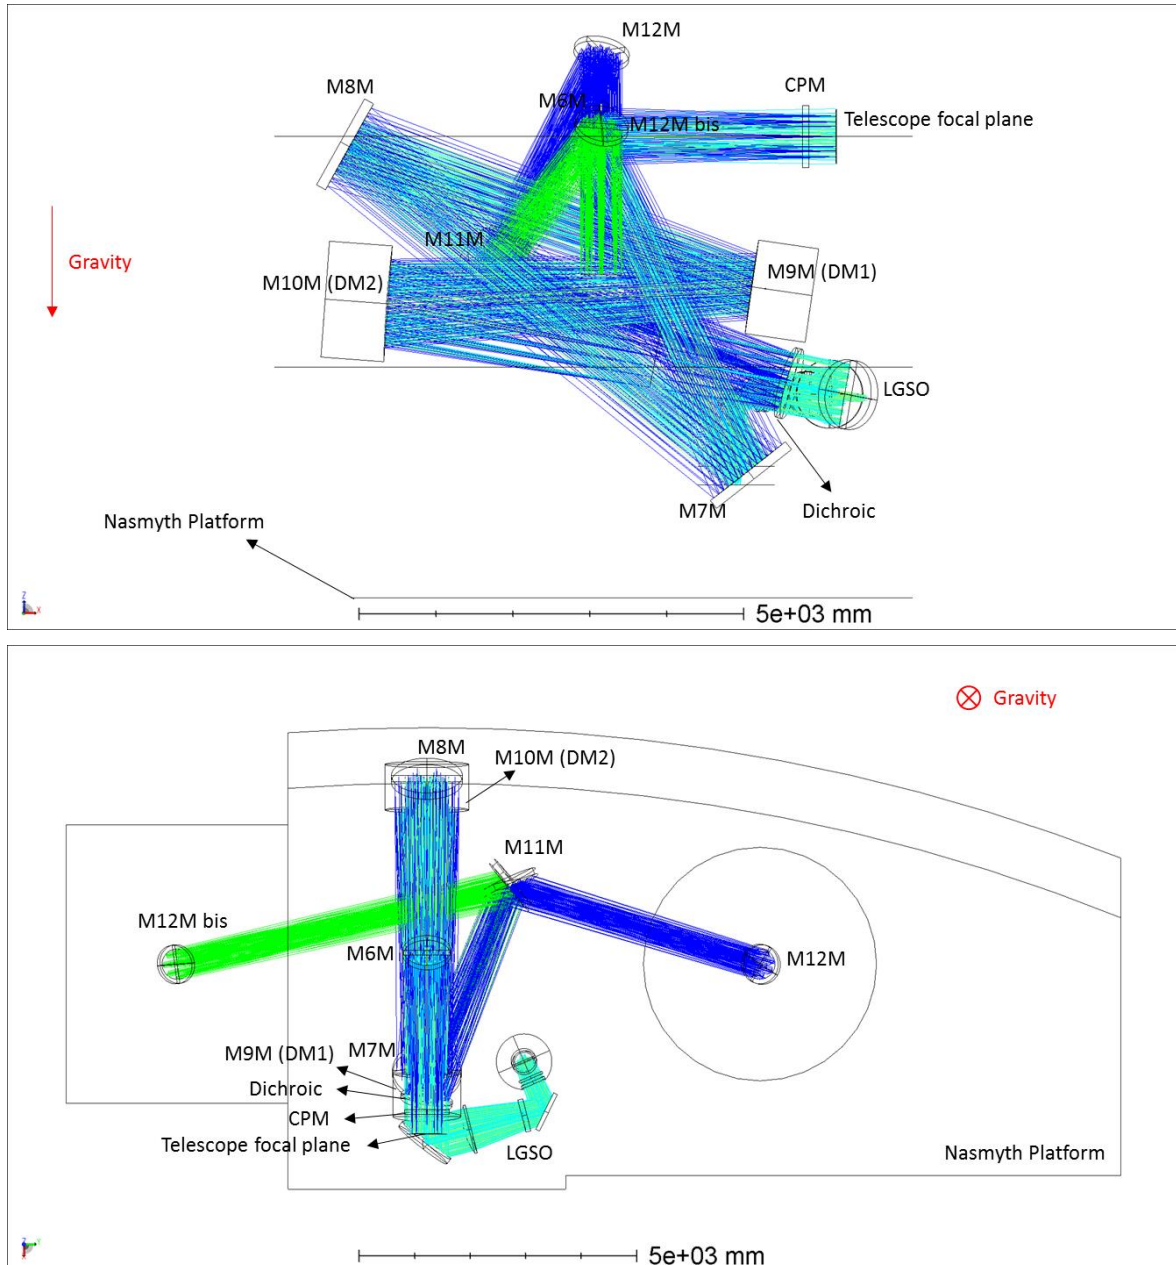 M12M
M8M
CPM
M6M
Telescope focal plane
M12M bis
Gravity
M11M
M10M (DM2)
M9M (DM1)
LGSO
M7M
Dichroic
Nasmyth Platform
Z
X
5e+03 mm
Gravity
M8M
M10M (DM2)
M11M
M12M bis
M6M
M12M
M9M (DM1)
M7M
Dichroic
CPM
Telescope focal plane
LGSO
Nasmyth Platform
5e+03 mm